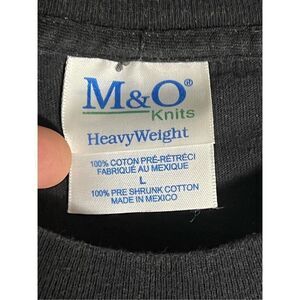 M&O®
Knits
HeavyWeight
100% COTON PRÉ-RÉTRÉCI
FABRIQUÉ AU MEXIQUE
L
100% PRE SHRUNK COTTON
MADE IN MEXICO